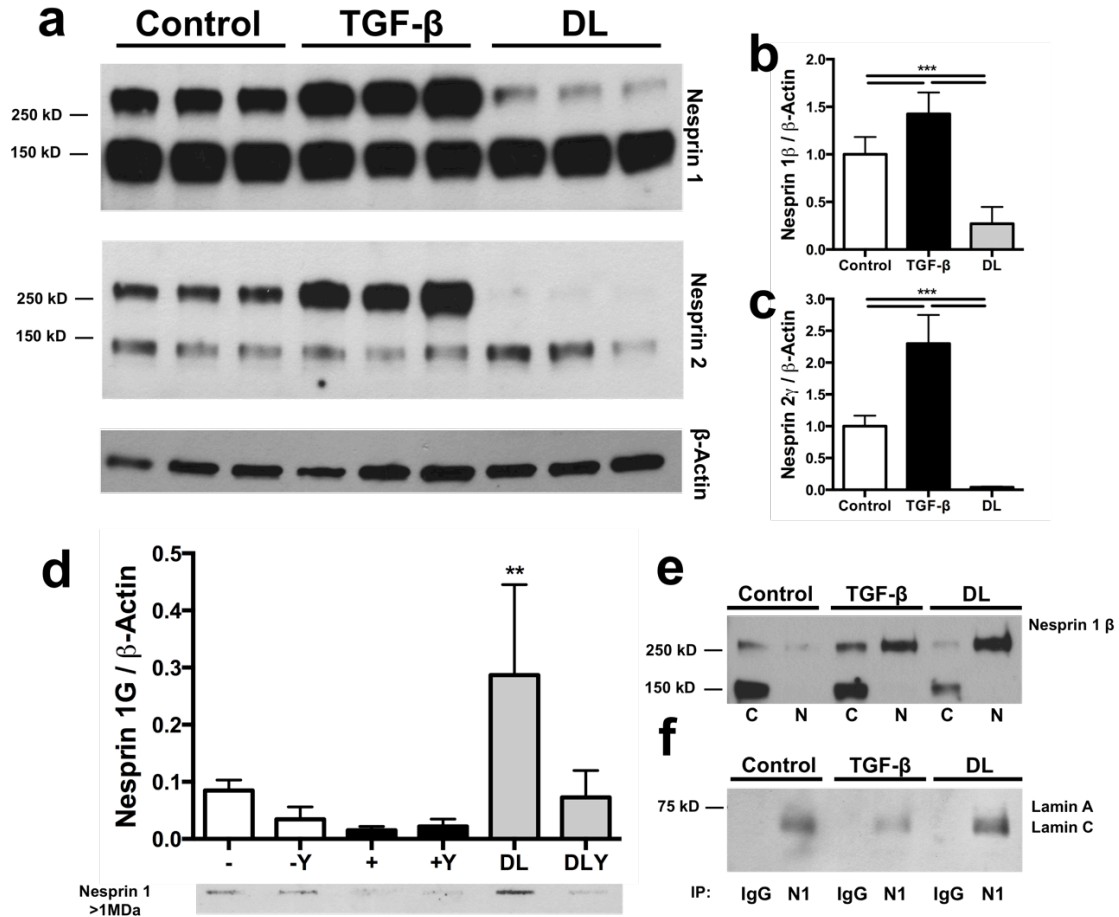 a
Control TGF-β DL
250 kD
150 kD
Nesprin 1
250 kD
150 kD
Nesprin 2
β-Actin
b
Nesprin 1β / β-Actin
2.0
1.5
1.0
0.5
0.0
***
Control TGF-β DL
c
Nesprin 2γ / β-Actin
3.0
2.5
2.0
1.5
1.0
0.5
0.0
***
Control TGF-β DL
d
Nesprin 1G / β-Actin
0.5
0.4
0.3
0.2
0.1
0.0
**
- -Y + +Y DL DLY
Nesprin 1
>1MDa
e
Control TGF-β DL
Nesprin 1 β
250 kD
150 kD
C N C N C N
f
Control TGF-β DL
75 kD
Lamin A
Lamin C
IP: IgG N1 IgG N1 IgG N1